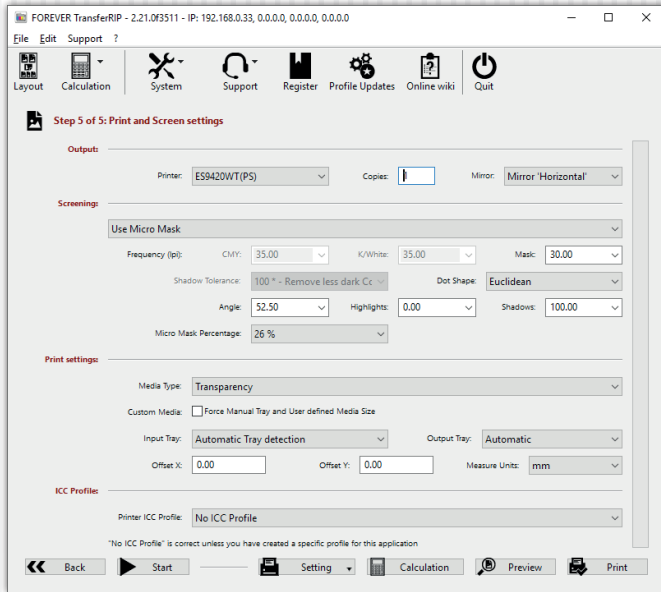 FOREVER TransferRIP - 2.21.0f3511 - IP: 192.168.0.33, 0.0.0.0, 0.0.0.0, 0.0.0.0
File Edit Support ?
Layout Calculation System Support Register Profile Updates Online wiki Quit
Step 5 of 5: Print and Screen settings
Output:
Printer: ES9420WT(PS) Copies: Mirror: Mirror 'Horizontal'
Screening:
Use Micro Mask
Frequency (lpi): CMY: 35.00 K/White: 35.00 Mask: 30.00
Shadow Tolerance: 100 * - Remove less dark Cc Dot Shape: Euclidean
Angle: 52.50 Highlights: 0.00 Shadows: 100.00
Micro Mask Percentage: 26 %
Print settings:
Media Type: Transparency
Custom Media: Force Manual Tray and User defined Media Size
Input Tray: Automatic Tray detection Output Tray: Automatic
Offset X: 0.00 Offset Y: 0.00 Measure Units: mm
ICC Profile:
Printer ICC Profile: No ICC Profile
"No ICC Profile" is correct unless you have created a specific profile for this application
Back Start Setting Calculation Preview Print